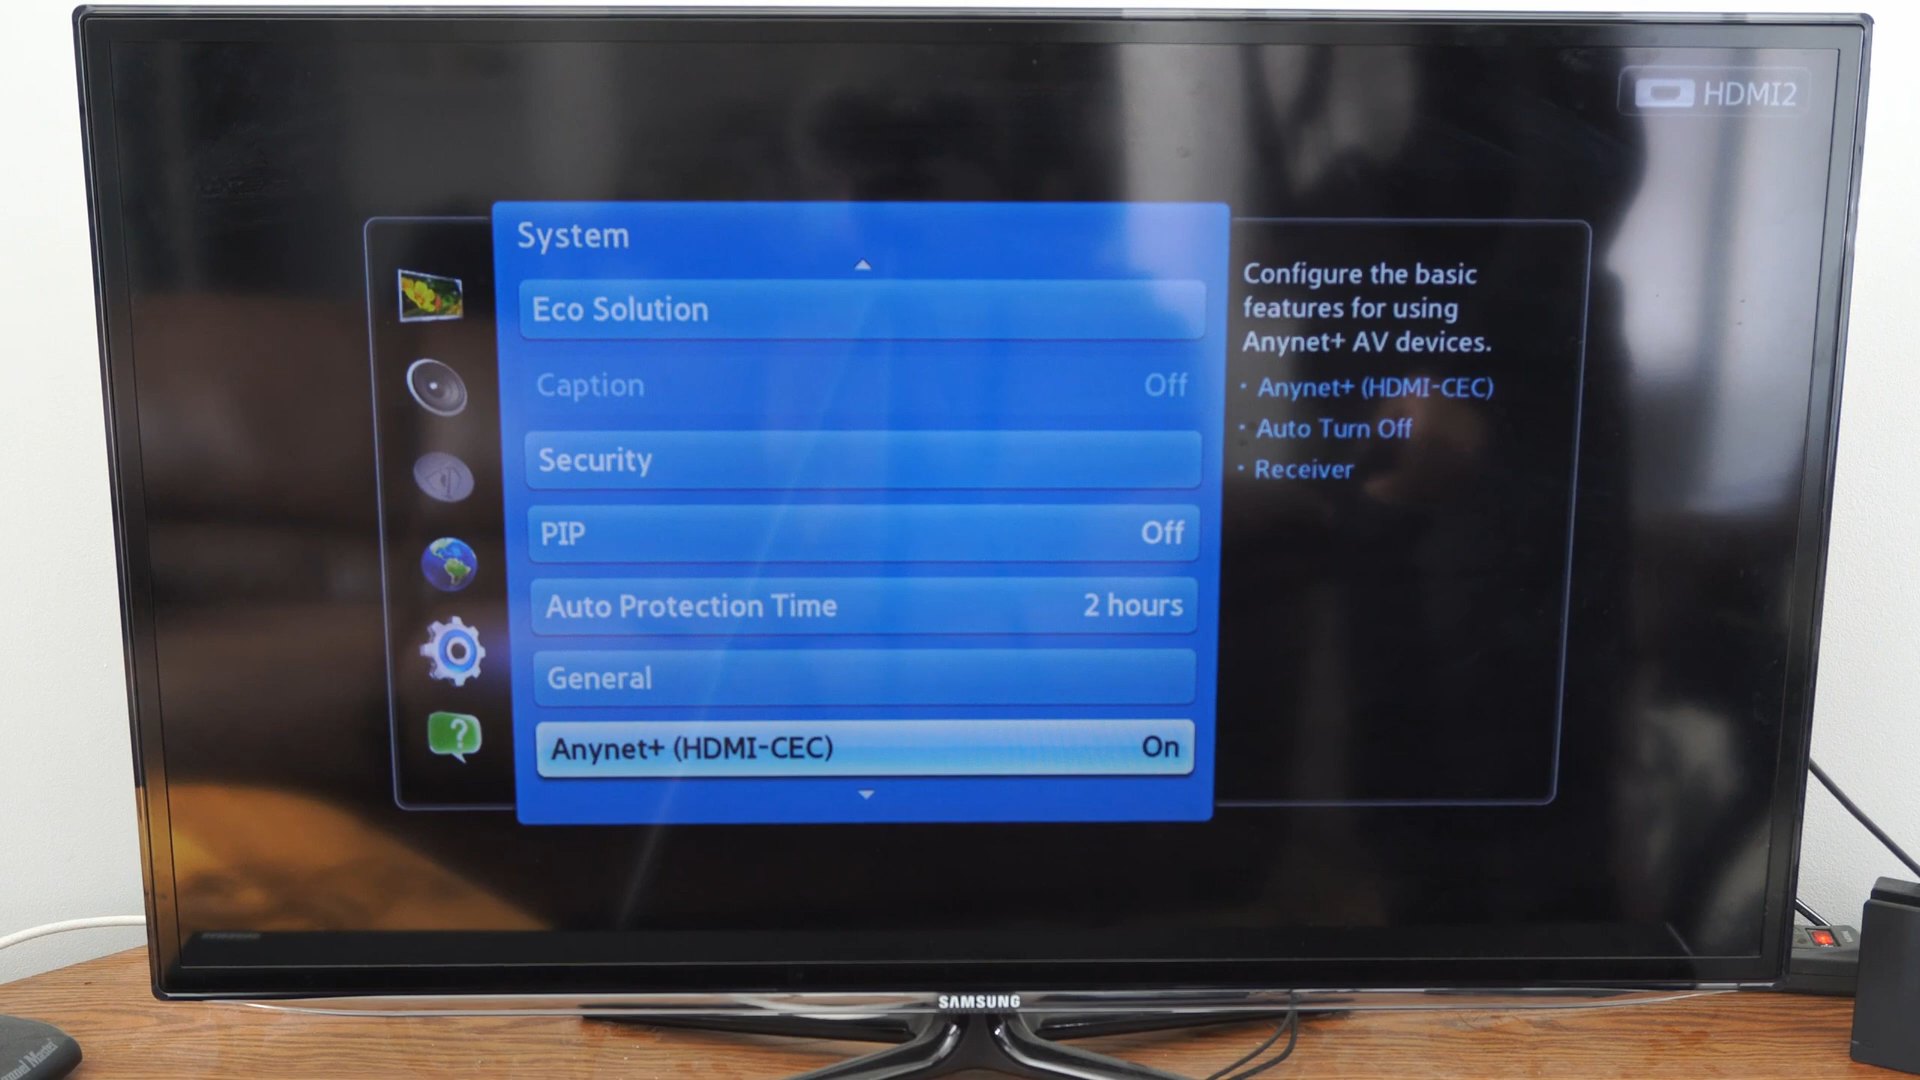 HDMI2
System
Eco Solution
Caption Off
Security
PIP Off
Auto Protection Time 2 hours
General
Anynet+ (HDMI-CEC) On
Configure the basic
features for using
Anynet+ AV devices.
· Anynet+ (HDMI-CEC)
· Auto Turn Off
· Receiver
SAMSUNG
Master